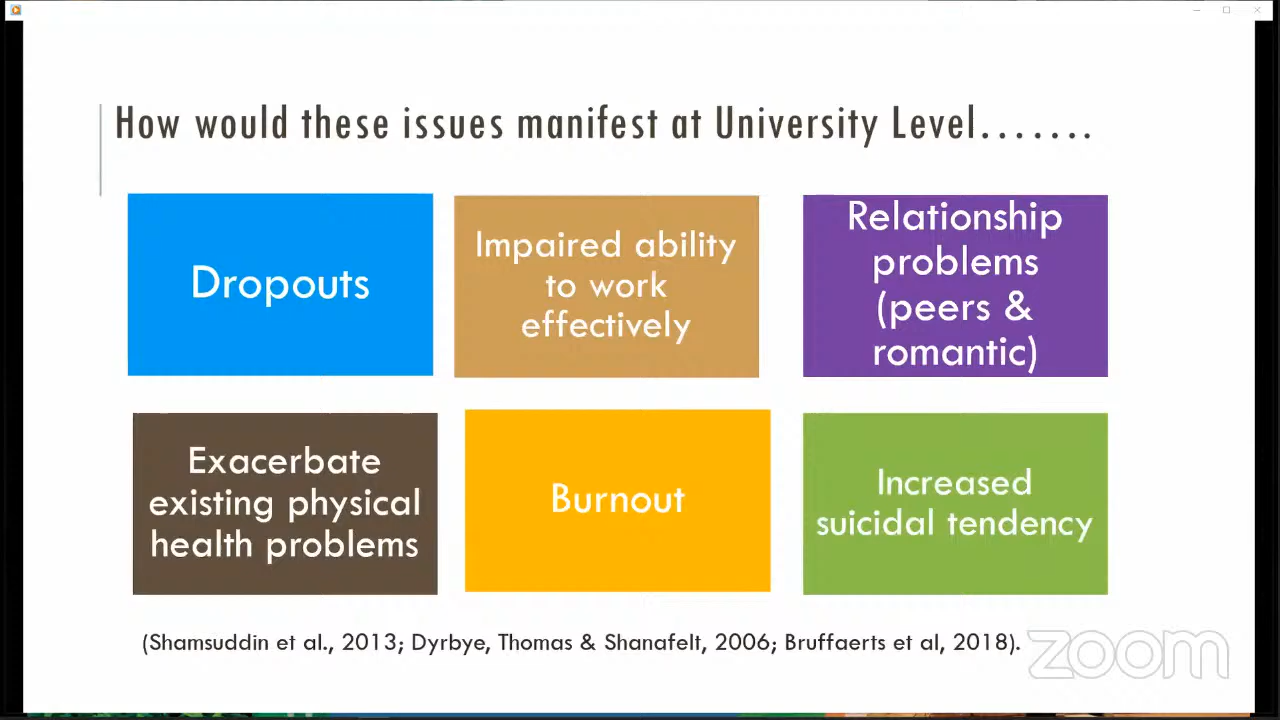 How would these issues manifest at University Level.......
Dropouts
Impaired ability
to work
effectively
Relationship
problems
(peers &
romantic)
Exacerbate
existing physical
health problems
Burnout
Increased
suicidal tendency
(Shamsuddin et al., 2013; Dyrbye, Thomas & Shanafelt, 2006; Bruffaerts et al, 2018).
zoom